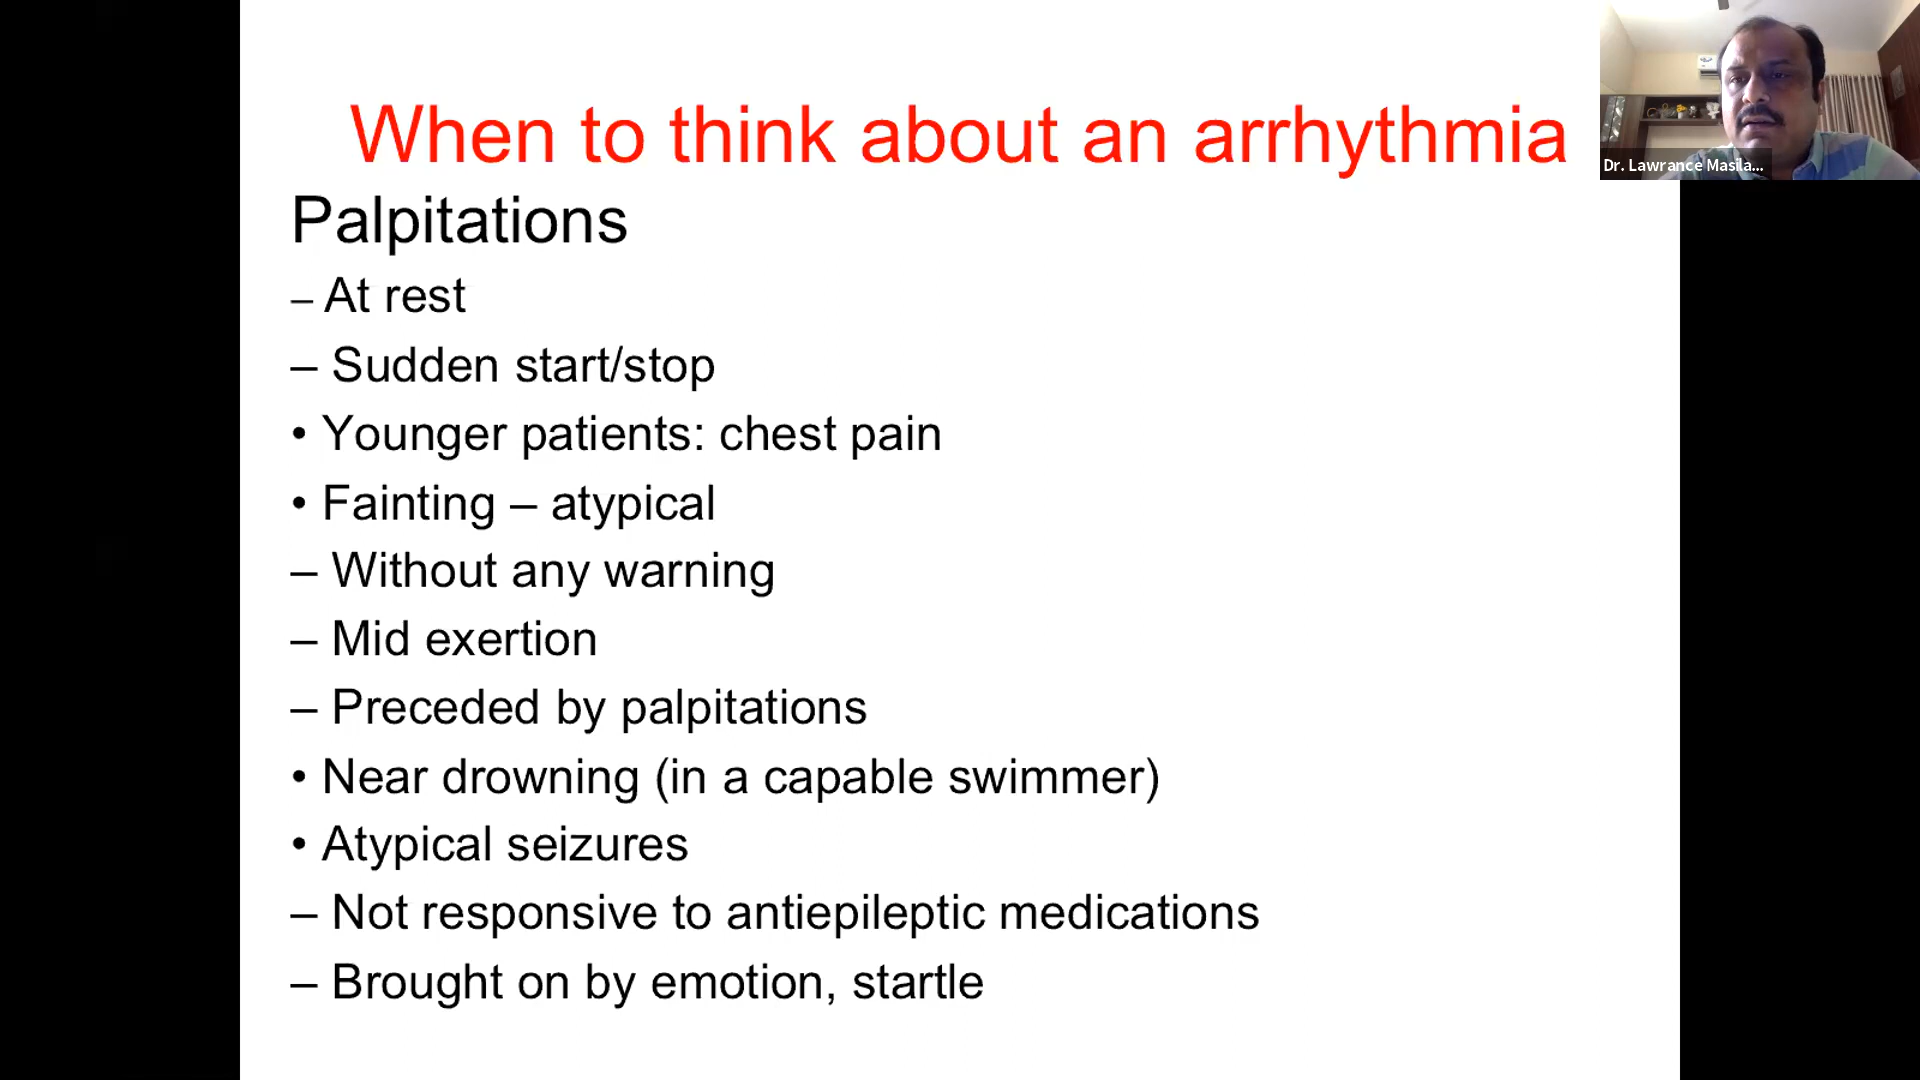 When to think about an arrhythmia
Palpitations
– At rest
– Sudden start/stop
• Younger patients: chest pain
• Fainting – atypical
– Without any warning
– Mid exertion
– Preceded by palpitations
• Near drowning (in a capable swimmer)
• Atypical seizures
– Not responsive to antiepileptic medications
– Brought on by emotion, startle
Dr. Lawrance Masila...